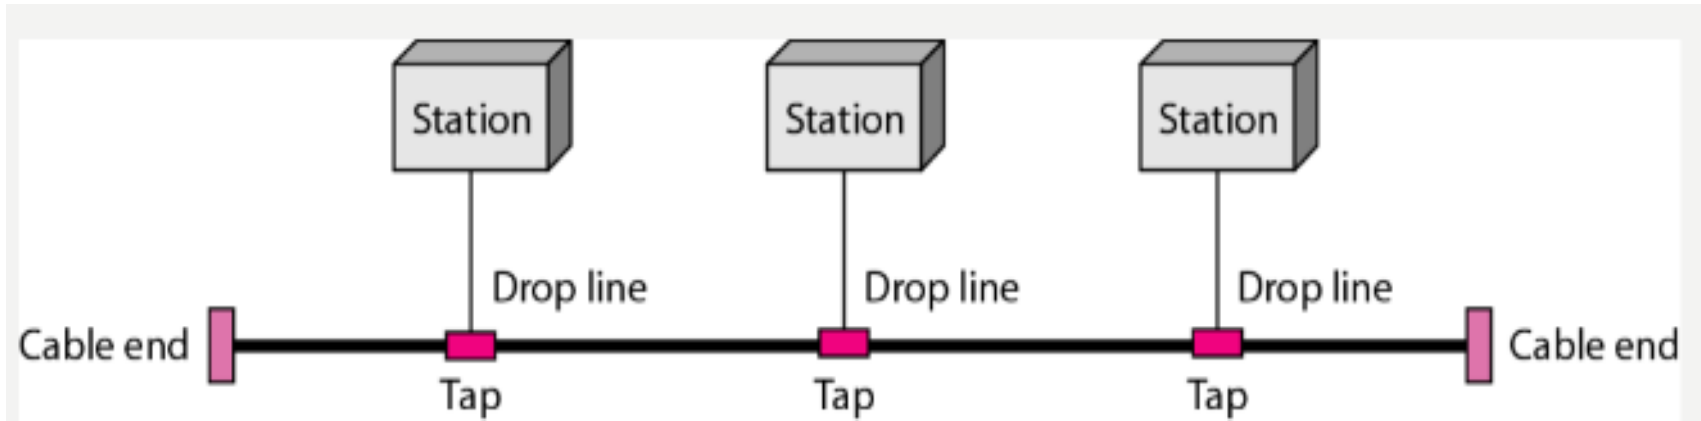 Station Station Station
Drop line Drop line Drop line
Cable end Cable end
Tap Tap Tap